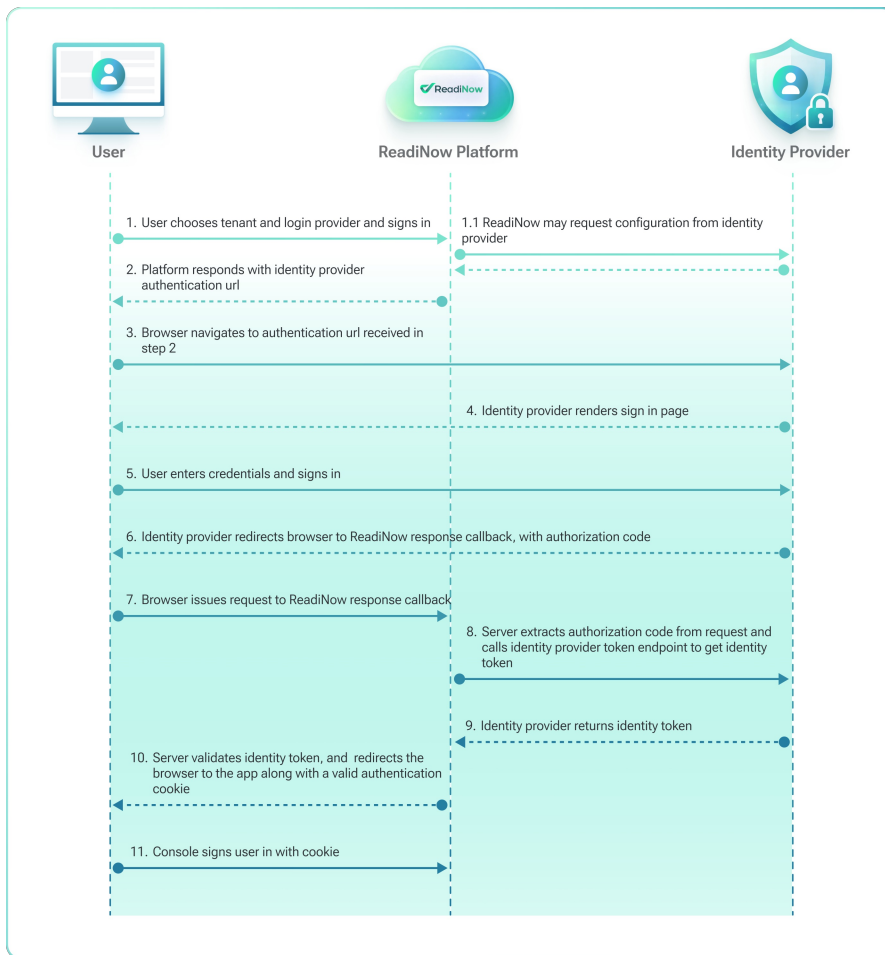 ReadiNow
User
ReadiNow Platform
Identity Provider
1. User chooses tenant and login provider and signs in
1.1 ReadiNow may request configuration from identity
provider
2. Platform responds with identity provider
authentication url
3. Browser navigates to authentication url received in
step 2
4. Identity provider renders sign in page
5. User enters credentials and signs in
6. Identity provider redirects browser to ReadiNow response callback, with authorization code
7. Browser issues request to ReadiNow response callback
8. Server extracts authorization code from request and
calls identity provider token endpoint to get identity
token
9. Identity provider returns identity token
10. Server validates identity token, and redirects the
browser to the app along with a valid authentication
cookie
11. Console signs user in with cookie